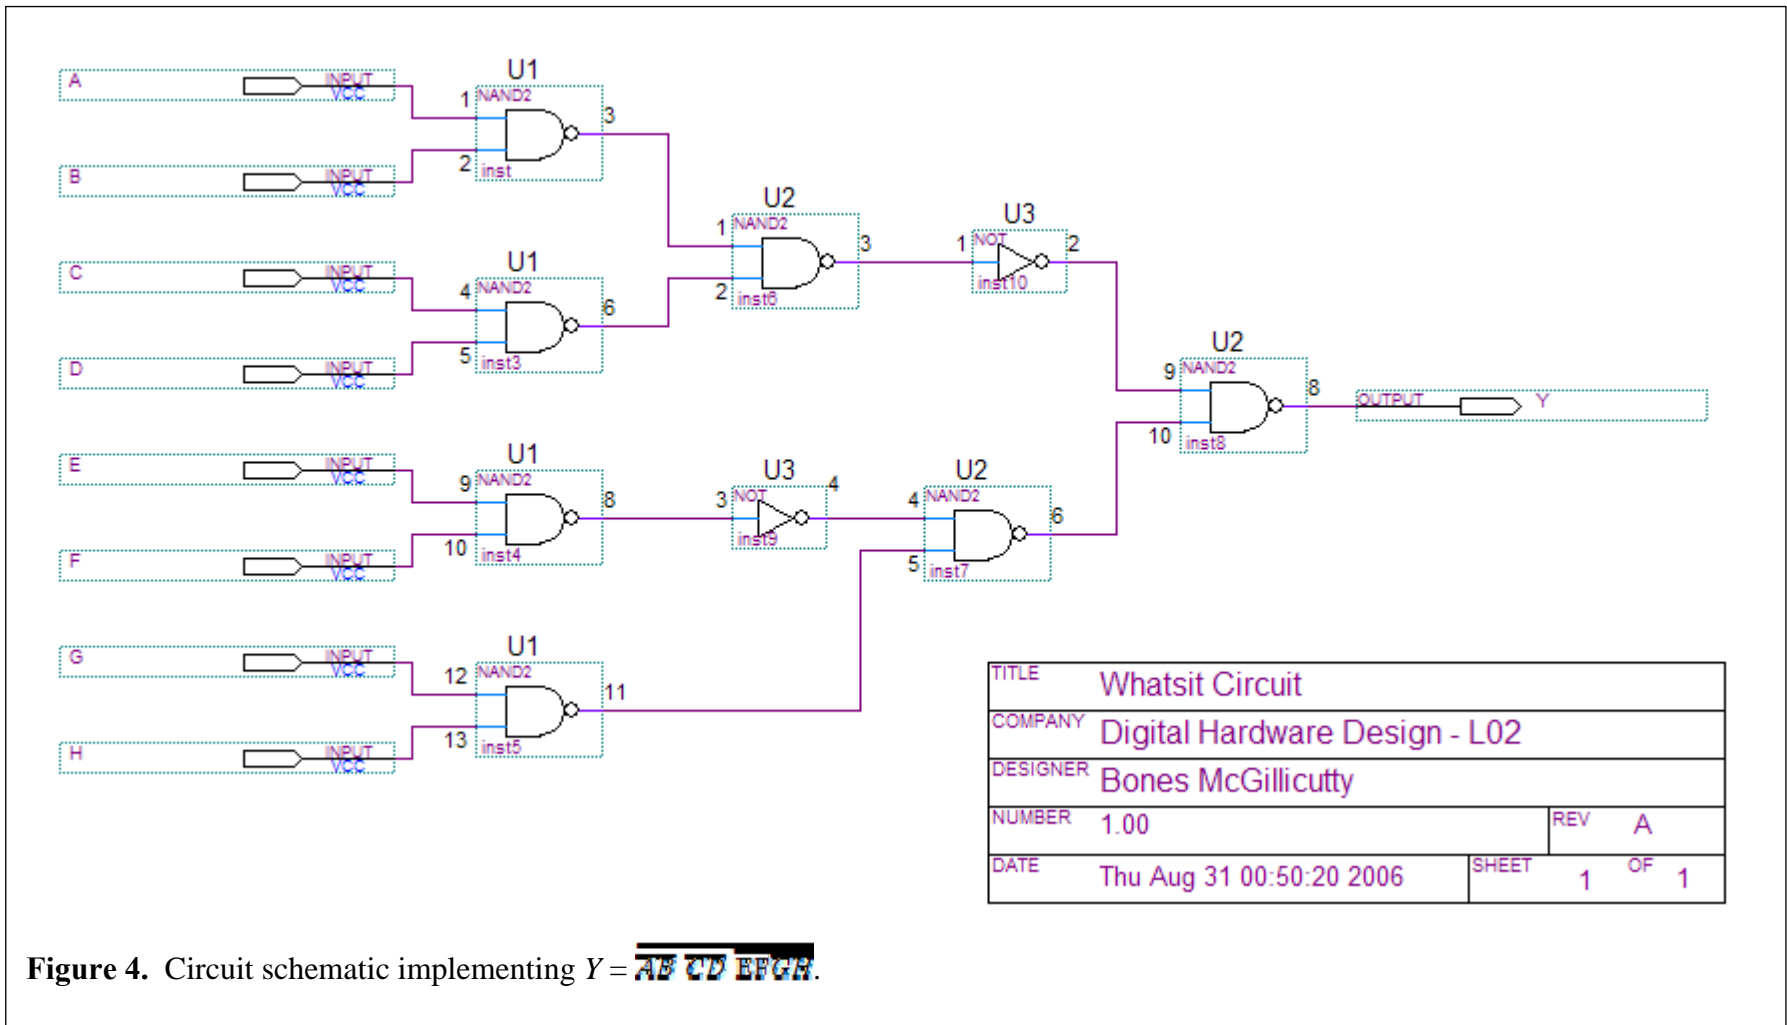 A
INPUT
VCC
B
INPUT
VCC
C
INPUT
VCC
D
INPUT
VCC
E
INPUT
VCC
F
INPUT
VCC
G
INPUT
VCC
H
INPUT
VCC
U1
1 NAND2 3
2 inst
U1
4 NAND2 6
5 inst3
U1
9 NAND2 8
10 inst4
U1
12 NAND2 11
13 inst5
U2
1 NAND2 3
2 inst6
U3
1 NOT 2
inst10
U3
3 NOT 4
inst9
U2
4 NAND2 6
5 inst7
U2
9 NAND2 8
10 inst8
OUTPUT Y
TITLE Whatsit Circuit
COMPANY Digital Hardware Design - L02
DESIGNER Bones McGillicutty
NUMBER 1.00 REV A
DATE Thu Aug 31 00:50:20 2006 SHEET 1 OF 1
Figure 4. Circuit schematic implementing Y = AB CD EFGH.